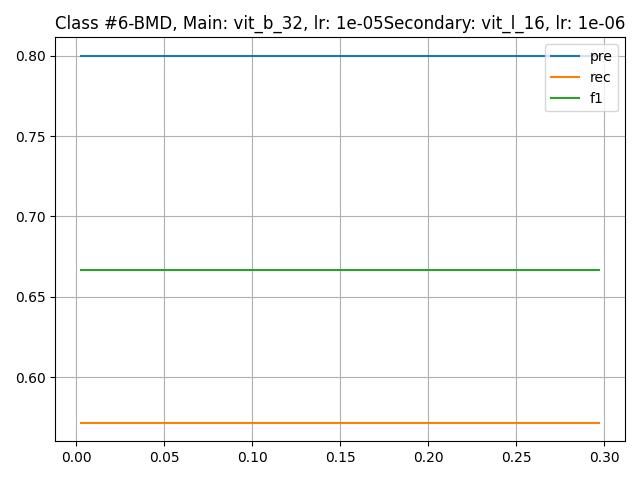 Class #6-BMD, Main: vit_b_32, lr: 1e-05Secondary: vit_l_16, lr: 1e-06
pre
rec
f1
0.80
0.75
0.70
0.65
0.60
0.00 0.05 0.10 0.15 0.20 0.25 0.30